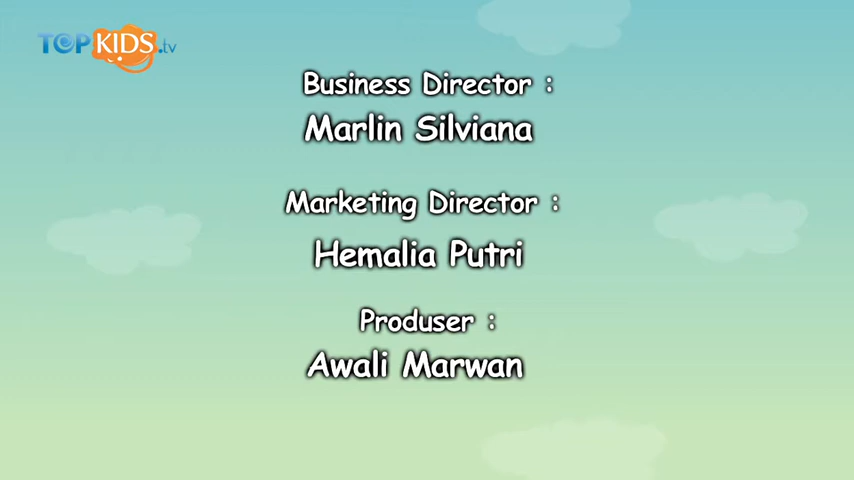 TOPKIDS.tv
Business Director :
Marlin Silviana
Marketing Director :
Hemalia Putri
Produser :
Awali Marwan